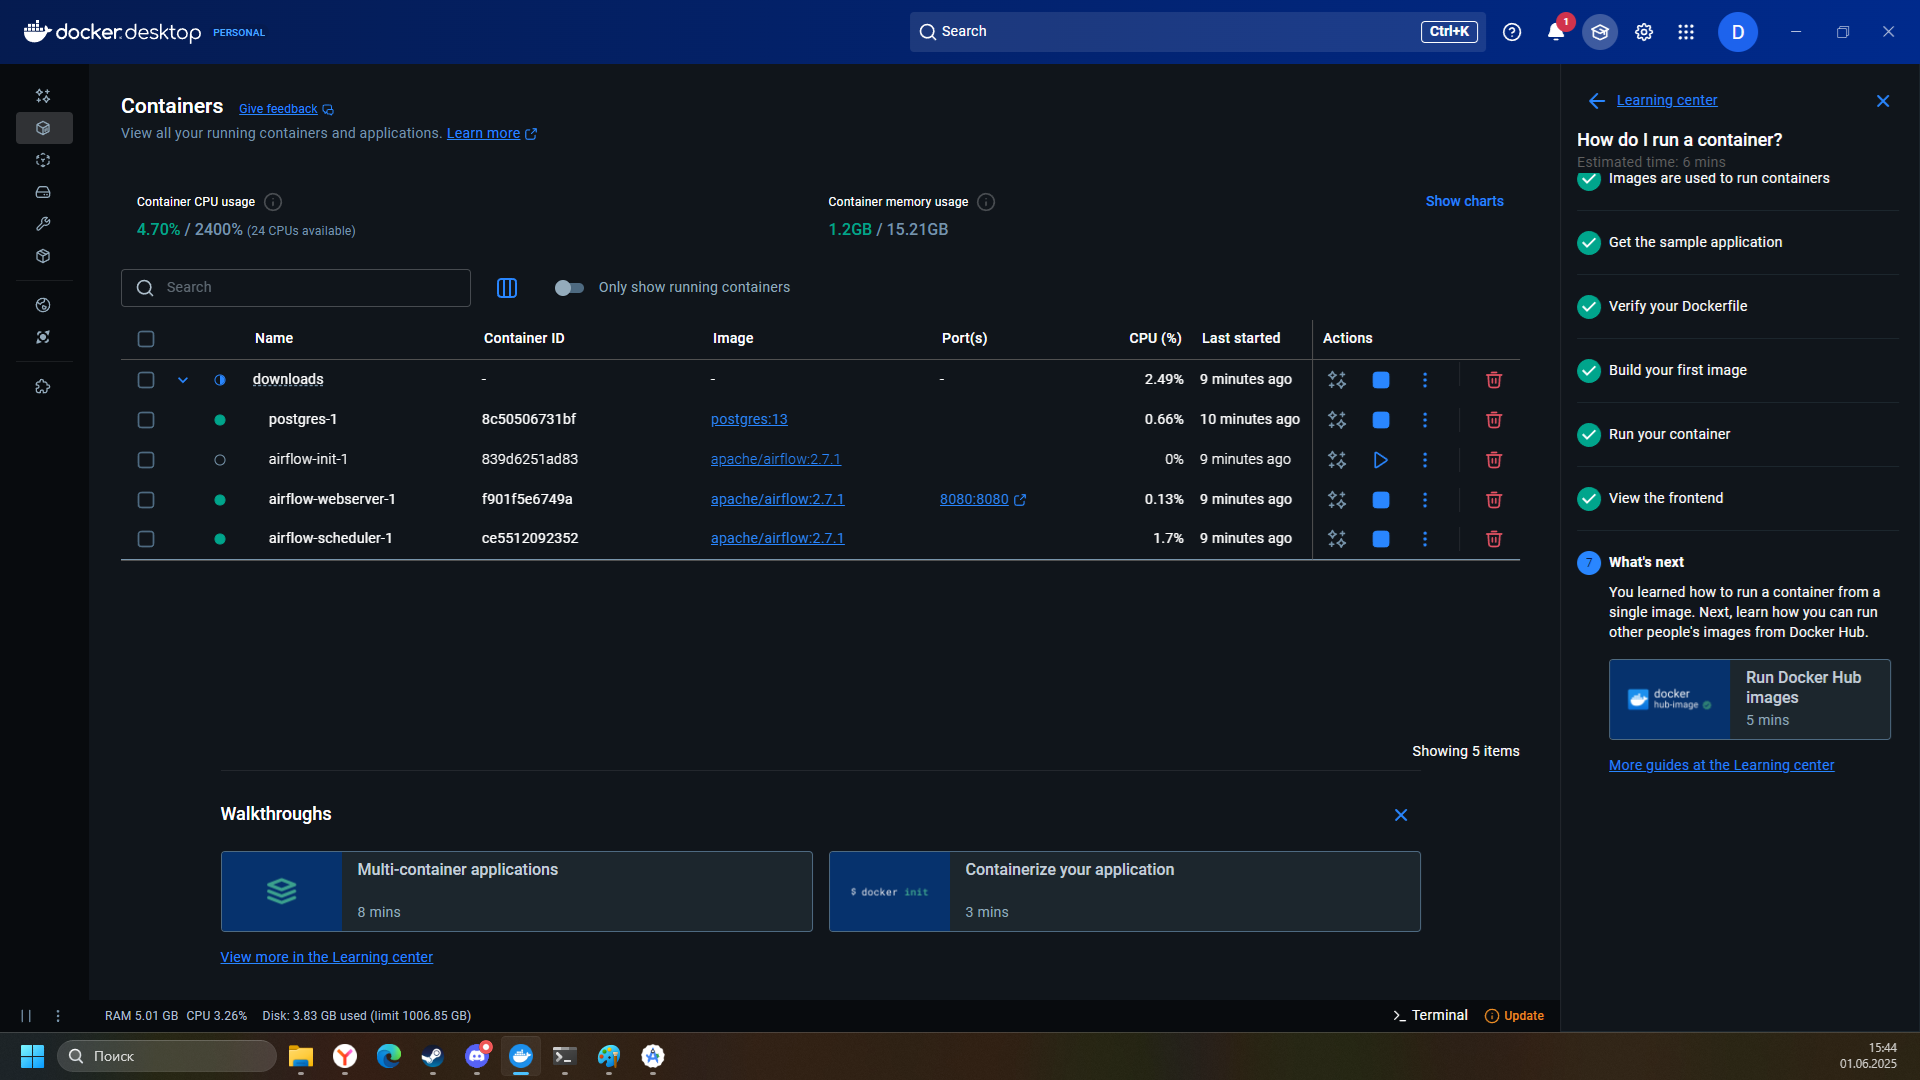 docker.desktop PERSONAL
Search Ctrl+K
1
D
Containers Give feedback
View all your running containers and applications. Learn more
Container CPU usage
4.70% / 2400% (24 CPUs available)
Container memory usage
1.2GB / 15.21GB
Show charts
Search
Only show running containers
Name Container ID Image Port(s) CPU (%) Last started Actions
downloads - - - 2.49% 9 minutes ago
postgres-1 8c50506731bf postgres:13 0.66% 10 minutes ago
airflow-init-1 839d6251ad83 apache/airflow:2.7.1 0% 9 minutes ago
airflow-webserver-1 f901f5e6749a apache/airflow:2.7.1 8080:8080 0.13% 9 minutes ago
airflow-scheduler-1 ce5512092352 apache/airflow:2.7.1 1.7% 9 minutes ago
Showing 5 items
Walkthroughs
Multi-container applications
8 mins
$ docker init
Containerize your application
3 mins
View more in the Learning center
Learning center
How do I run a container?
Estimated time: 6 mins
Images are used to run containers
Get the sample application
Verify your Dockerfile
Build your first image
Run your container
View the frontend
7 What's next
You learned how to run a container from a
single image. Next, learn how you can run
other people's images from Docker Hub.
docker
hub-image
Run Docker Hub
images
5 mins
More guides at the Learning center
RAM 5.01 GB CPU 3.26% Disk: 3.83 GB used (limit 1006.85 GB)
Terminal Update
Поиск
15:44
01.06.2025